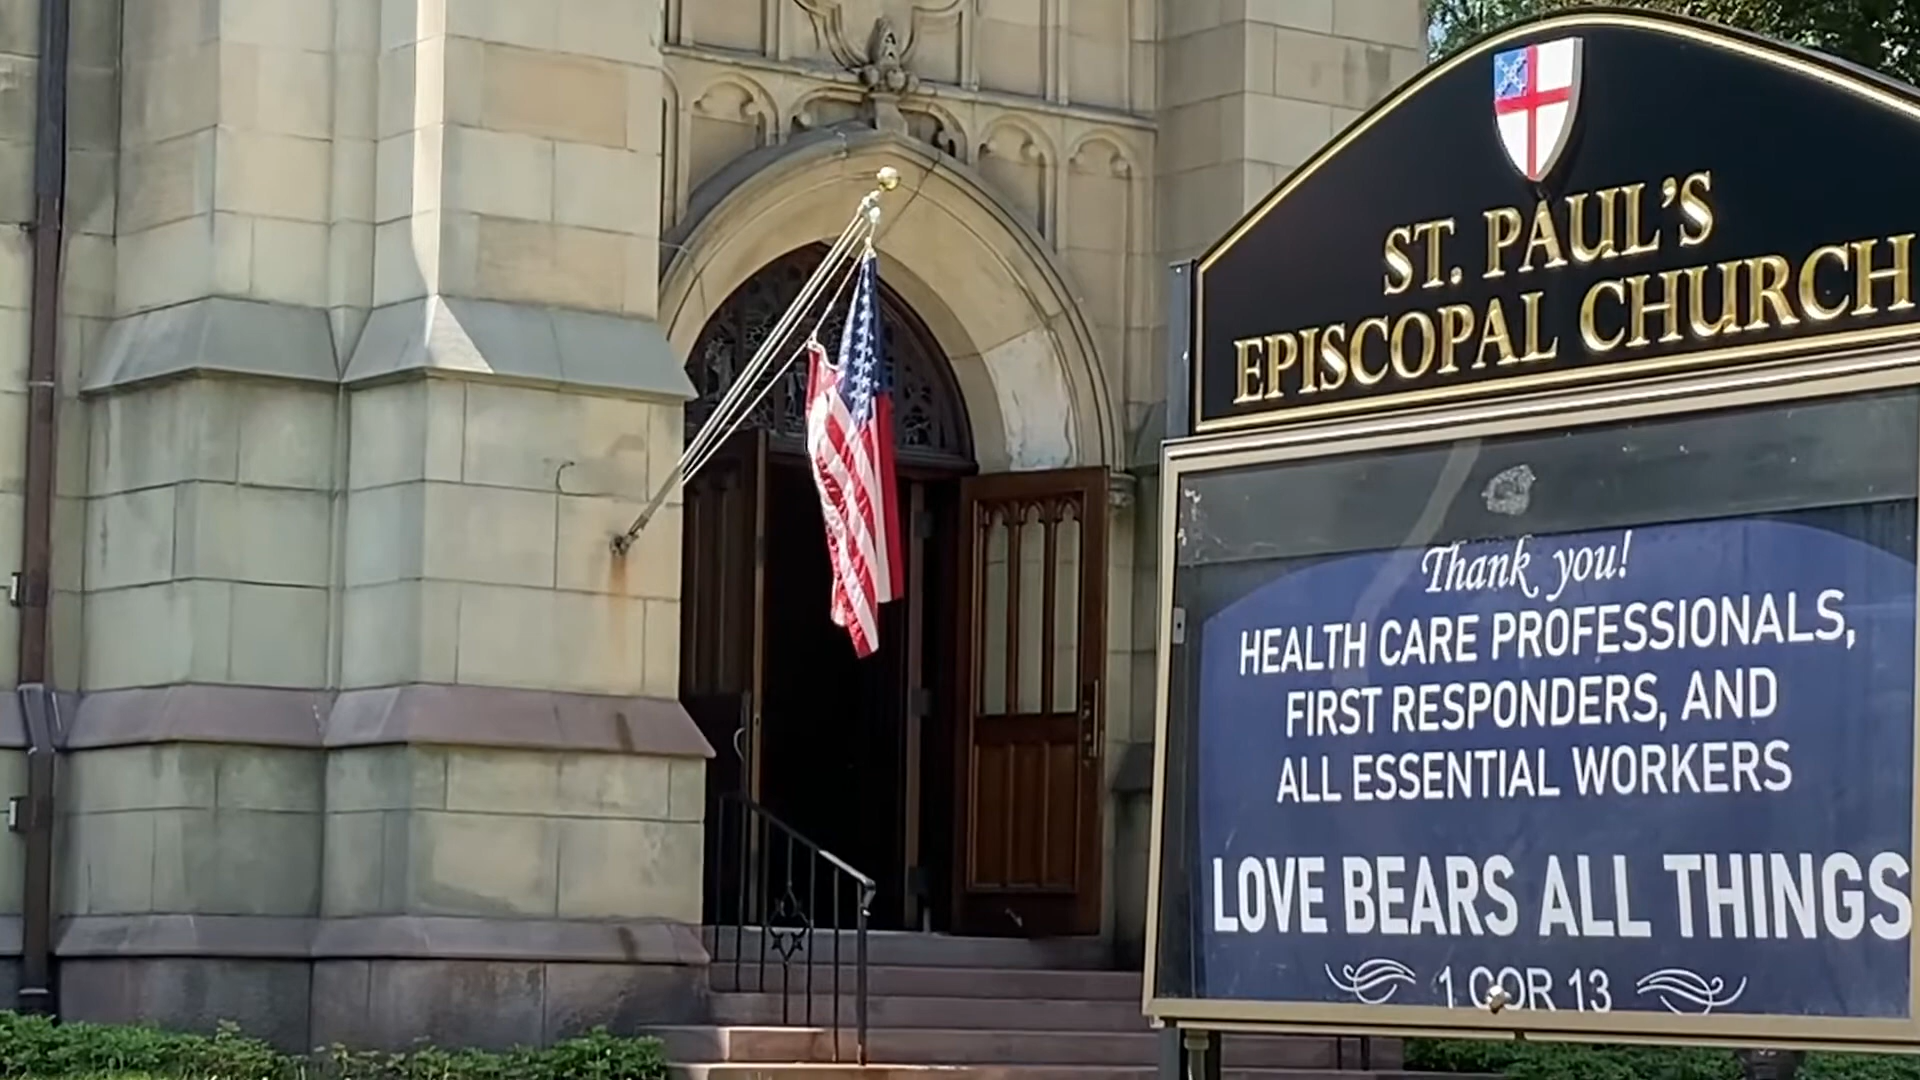 ST. PAUL'S
EPISCOPAL CHURCH
Thank you!
HEALTH CARE PROFESSIONALS,
FIRST RESPONDERS, AND
ALL ESSENTIAL WORKERS
LOVE BEARS ALL THINGS
1 COR 13